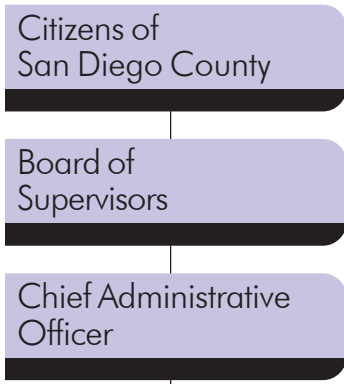 Citizens of
San Diego County
Board of
Supervisors
Chief Administrative
Officer